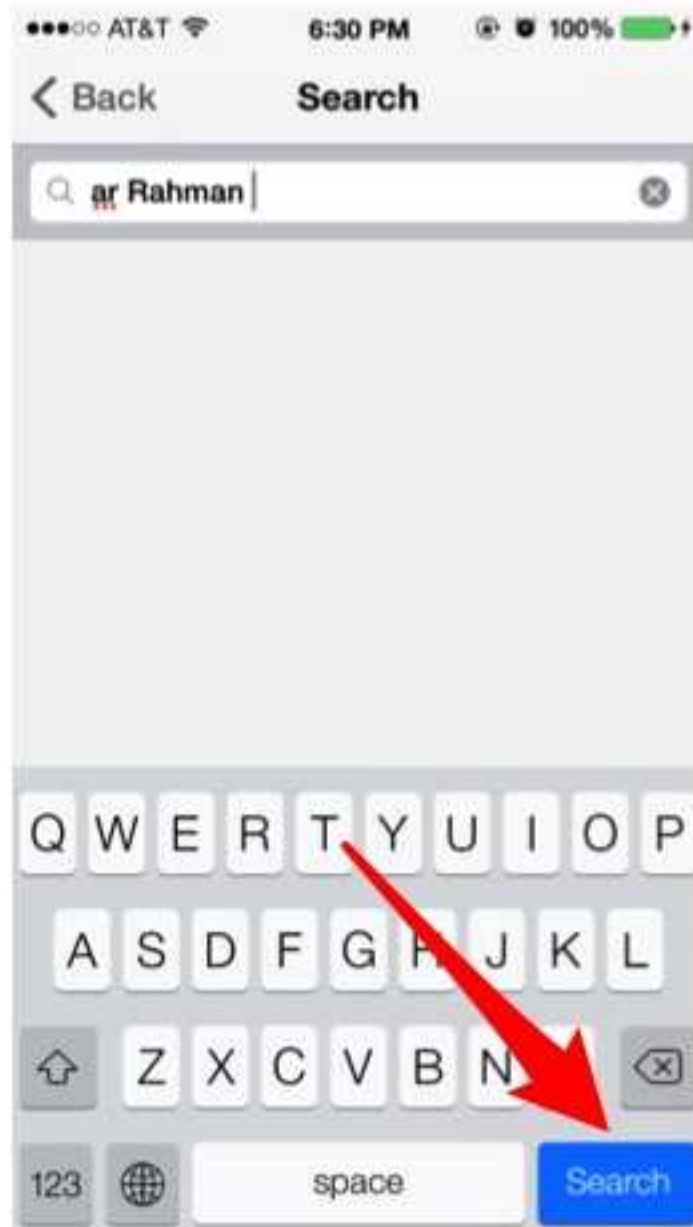 AT&T 6:30 PM 100%
Back Search
ar Rahman
Q W E R T Y U I O P
A S D F G H J K L
Z X C V B N
123 space Search